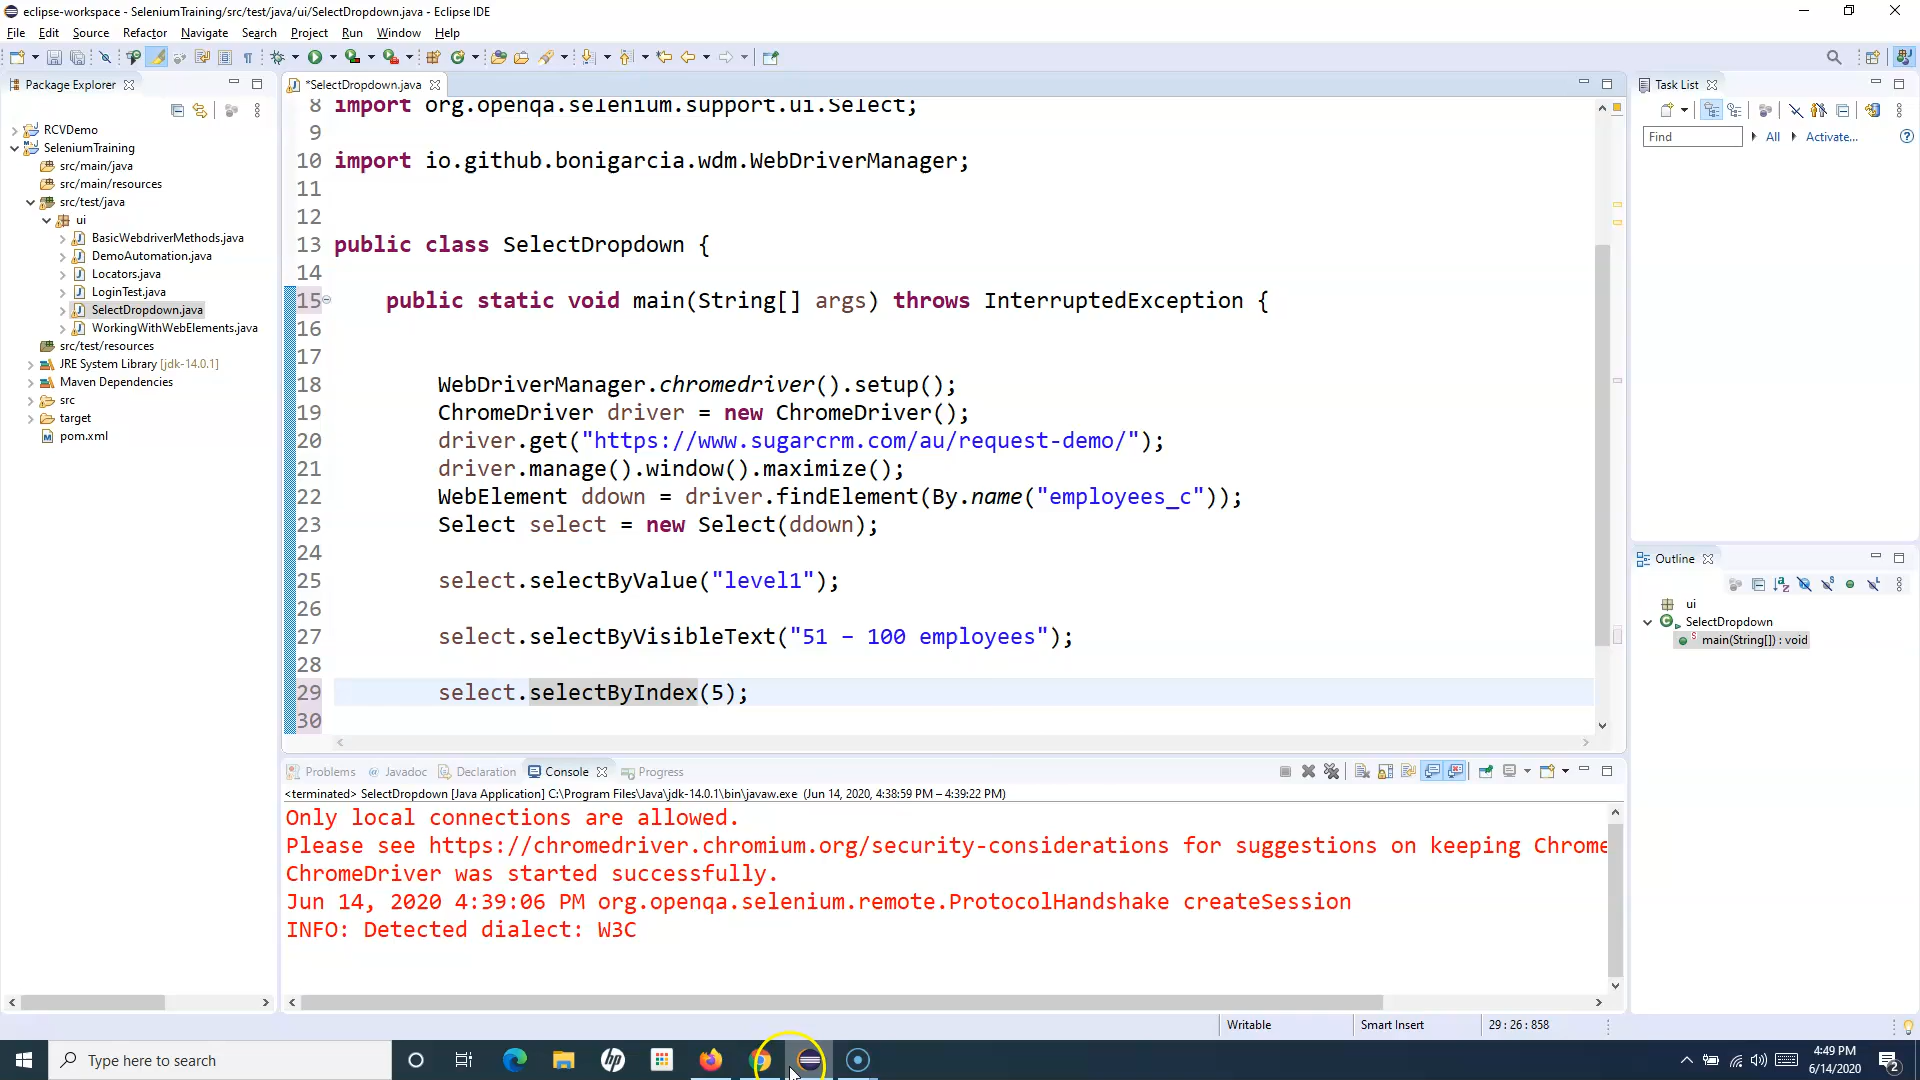 eclipse-workspace - SeleniumTraining/src/test/java/ui/SelectDropdown.java - Eclipse IDE
File Edit Source Refactor Navigate Search Project Run Window Help
Package Explorer
RCVDemo
SeleniumTraining
src/main/java
src/main/resources
src/test/java
ui
BasicWebdriverMethods.java
DemoAutomation.java
Locators.java
LoginTest.java
SelectDropdown.java
WorkingWithWebElements.java
src/test/resources
JRE System Library [jdk-14.0.1]
Maven Dependencies
src
target
pom.xml
*SelectDropdown.java
8 import org.openqa.selenium.support.ui.Select;
9
10 import io.github.bonigarcia.wdm.WebDriverManager;
11
12
13 public class SelectDropdown {
14
15 public static void main(String[] args) throws InterruptedException {
16
17
18 WebDriverManager.chromedriver().setup();
19 ChromeDriver driver = new ChromeDriver();
20 driver.get("https://www.sugarcrm.com/au/request-demo/");
21 driver.manage().window().maximize();
22 WebElement ddown = driver.findElement(By.name("employees_c"));
23 Select select = new Select(ddown);
24
25 select.selectByValue("level1");
26
27 select.selectByVisibleText("51 – 100 employees");
28
29 select.selectByIndex(5);
30
Problems Javadoc Declaration Console Progress
<terminated> SelectDropdown [Java Application] C:\Program Files\Java\jdk-14.0.1\bin\javaw.exe (Jun 14, 2020, 4:38:59 PM – 4:39:22 PM)
Only local connections are allowed.
Please see https://chromedriver.chromium.org/security-considerations for suggestions on keeping Chrome
ChromeDriver was started successfully.
Jun 14, 2020 4:39:06 PM org.openqa.selenium.remote.ProtocolHandshake createSession
INFO: Detected dialect: W3C
Task List
Find All Activate...
Outline
ui
SelectDropdown
main(String[]) : void
Writable Smart Insert 29 : 26 : 858
Type here to search
hp
4:49 PM
6/14/2020
2